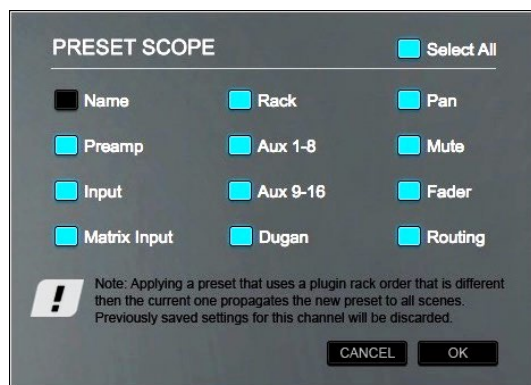 PRESET SCOPE Select All
Name Rack Pan
Preamp Aux 1-8 Mute
Input Aux 9-16 Fader
Matrix Input Dugan Routing
! Note: Applying a preset that uses a plugin rack order that is different
then the current one propagates the new preset to all scenes.
Previously saved settings for this channel will be discarded.
CANCEL OK